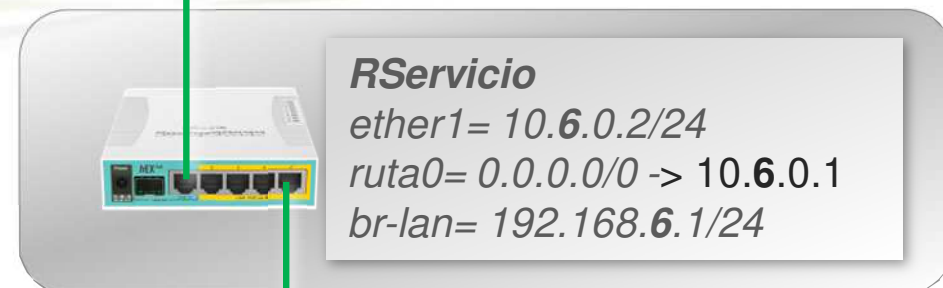 RServicio
ether1= 10.6.0.2/24
ruta0= 0.0.0.0/0 -> 10.6.0.1
br-lan= 192.168.6.1/24